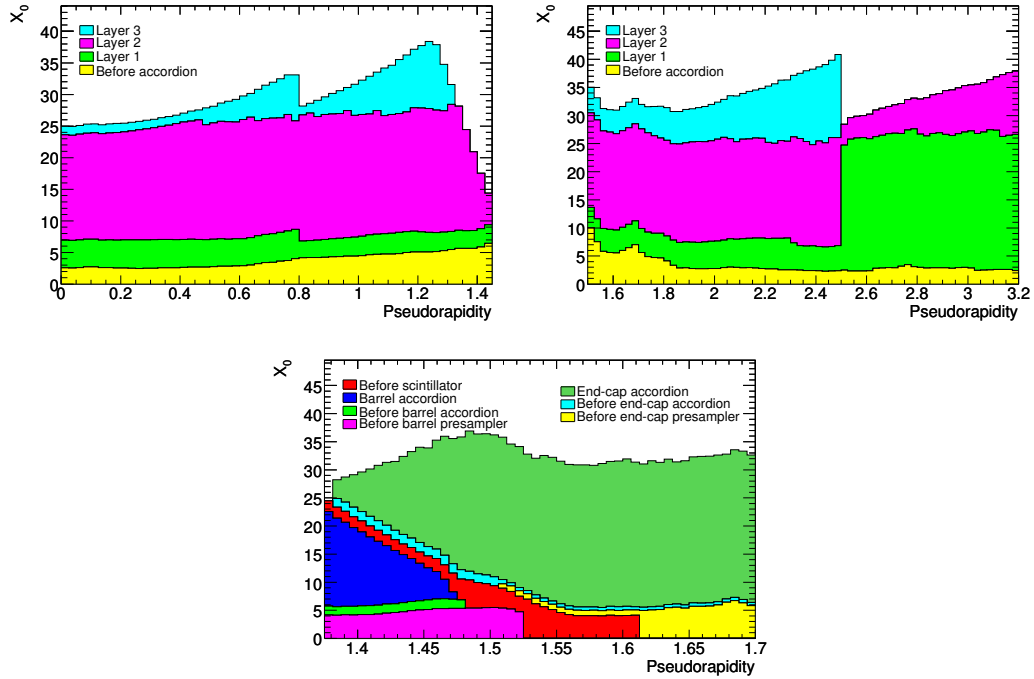 X0
40
35
30
25
20
15
10
5
0
Layer 3
Layer 2
Layer 1
Before accordion
0 0.2 0.4 0.6 0.8 1 1.2 1.4
Pseudorapidity
X0
45
40
35
30
25
20
15
10
5
0
Layer 3
Layer 2
Layer 1
Before accordion
1.6 1.8 2 2.2 2.4 2.6 2.8 3 3.2
Pseudorapidity
X0
45
40
35
30
25
20
15
10
5
0
Before scintillator
Barrel accordion
Before barrel accordion
Before barrel presampler
End-cap accordion
Before end-cap accordion
Before end-cap presampler
1.4 1.45 1.5 1.55 1.6 1.65 1.7
Pseudorapidity